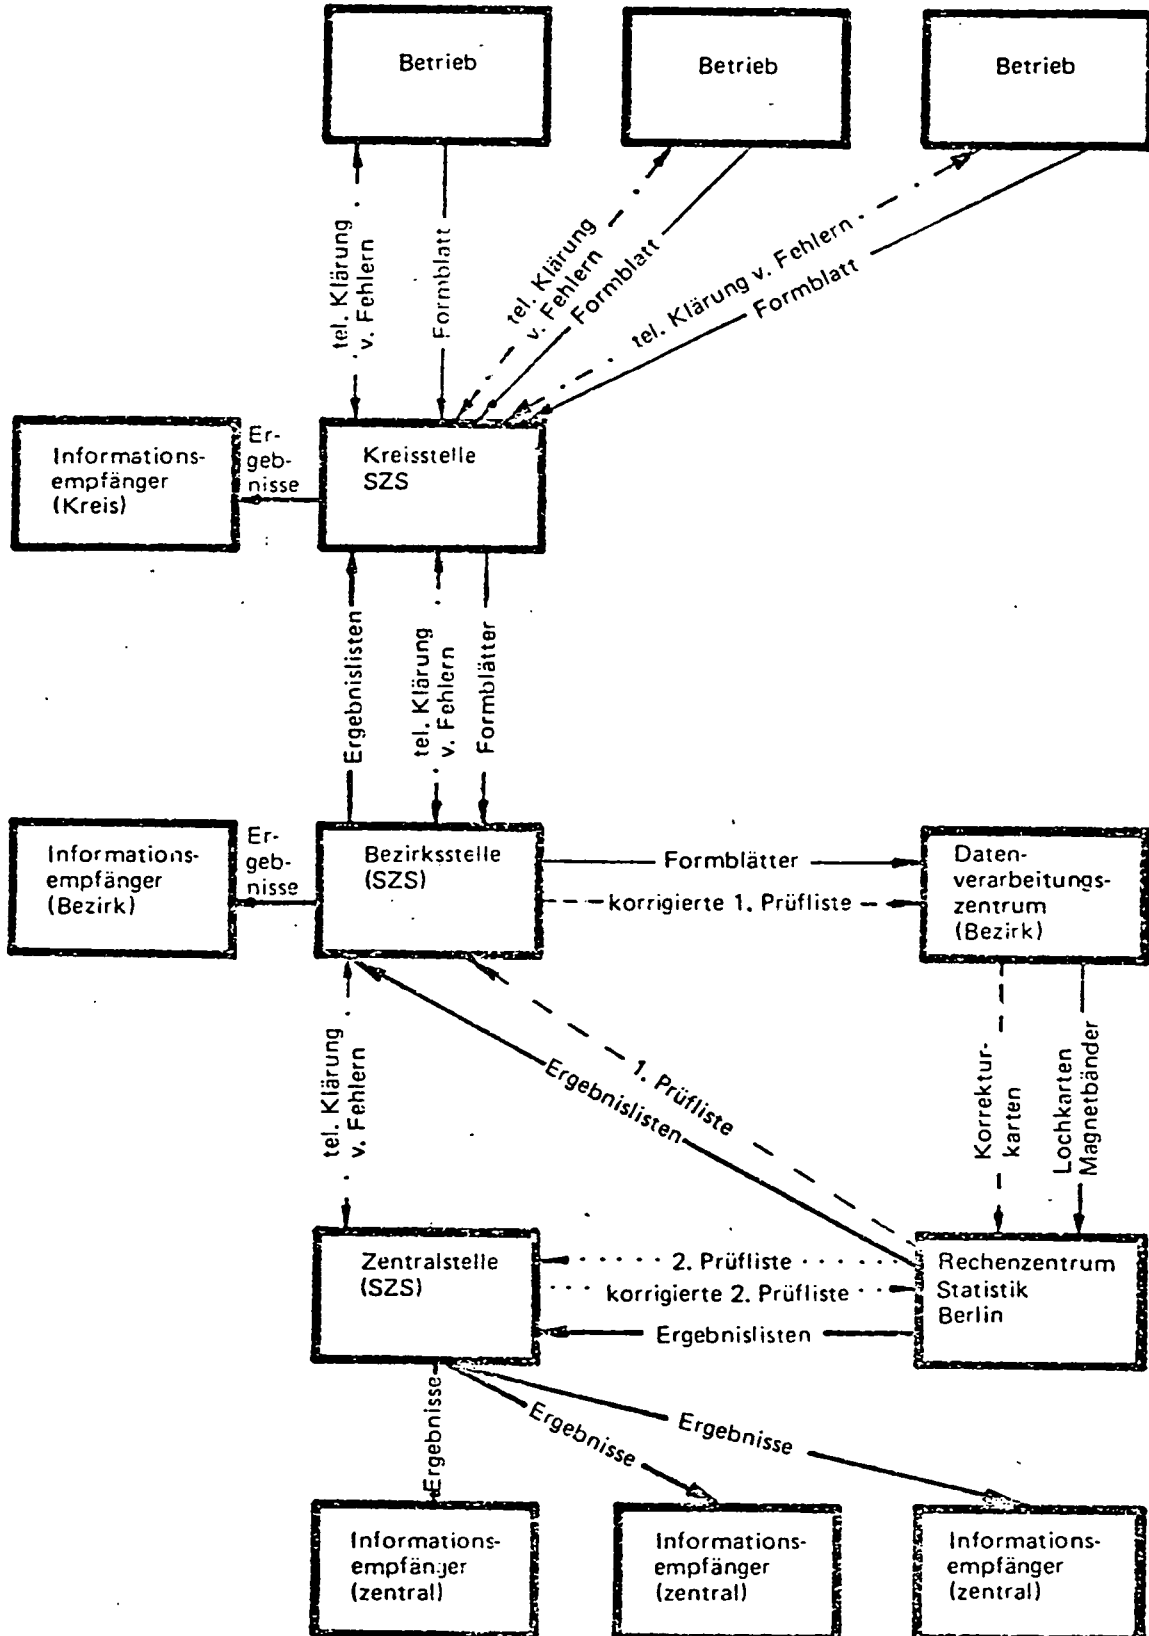 Betrieb
Betrieb
Betrieb
tel. Klärung
v. Fehlern
Formblatt
tel. Klärung
v. Fehlern
Formblatt
tel. Klärung v. Fehlern
Formblatt
Informations-
empfänger
(Kreis)
Er-
geb-
nisse
Kreisstelle
SZS
Ergebnislisten
tel. Klärung
v. Fehlern
Formblätter
Informations-
empfänger
(Bezirk)
Er-
geb-
nisse
Bezirksstelle
(SZS)
Formblätter
korrigierte 1. Prüfliste
Daten-
verarbeitungs-
zentrum
(Bezirk)
tel. Klärung
v. Fehlern
1. Prüfliste
Ergebnislisten
Korrektur-
karten
Lochkarten
Magnetbänder
Zentralstelle
(SZS)
2. Prüfliste
korrigierte 2. Prüfliste
Ergebnislisten
Rechenzentrum
Statistik
Berlin
Ergebnisse
Ergebnisse
Ergebnisse
Informations-
empfänger
(zentral)
Informations-
empfänger
(zentral)
Informations-
empfänger
(zentral)